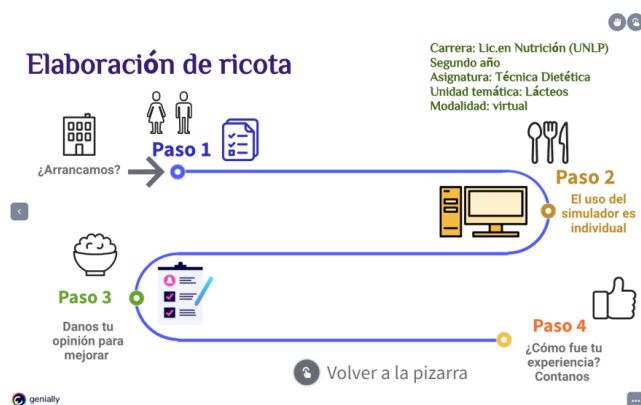 Elaboración de ricota
Carrera: Lic.en Nutrición (UNLP)
Segundo año
Asignatura: Técnica Dietética
Unidad temática: Lácteos
Modalidad: virtual
¿Arrancamos?
Paso 1
Paso 2
El uso del
simulador es
individual
Paso 3
Danos tu
opinión para
mejorar
Paso 4
¿Cómo fue tu
experiencia?
Contanos
Volver a la pizarra
genially